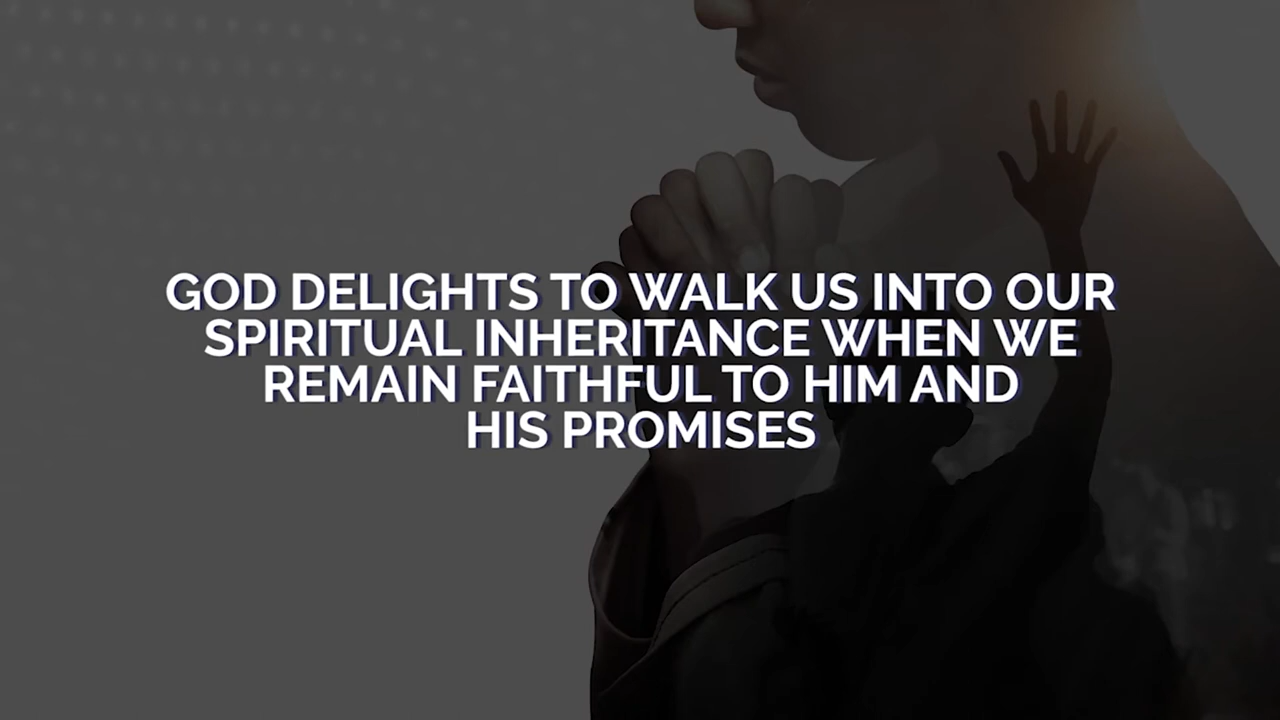 GOD DELIGHTS TO WALK US INTO OUR
SPIRITUAL INHERITANCE WHEN WE
REMAIN FAITHFUL TO HIM AND
HIS PROMISES